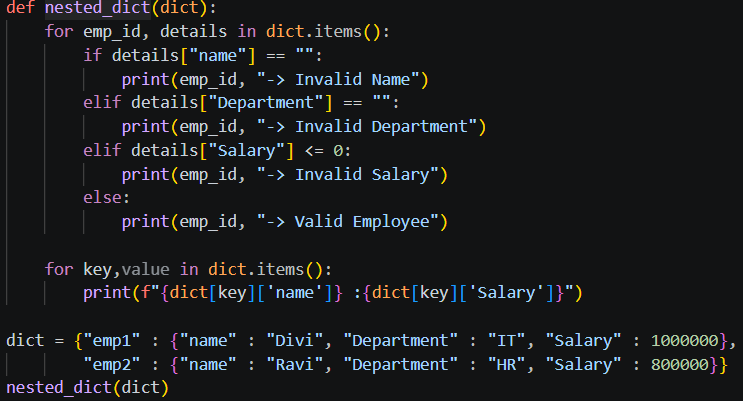 def nested_dict(dict):
    for emp_id, details in dict.items():
        if details["name"] == "":
            print(emp_id, "-> Invalid Name")
        elif details["Department"] == "":
            print(emp_id, "-> Invalid Department")
        elif details["Salary"] <= 0:
            print(emp_id, "-> Invalid Salary")
        else:
            print(emp_id, "-> Valid Employee")

    for key,value in dict.items():
        print(f"{dict[key]['name']} :{dict[key]['Salary']}")

dict = {"emp1" : {"name" : "Divi", "Department" : "IT", "Salary" : 1000000},
        "emp2" : {"name" : "Ravi", "Department" : "HR", "Salary" : 800000}}
nested_dict(dict)